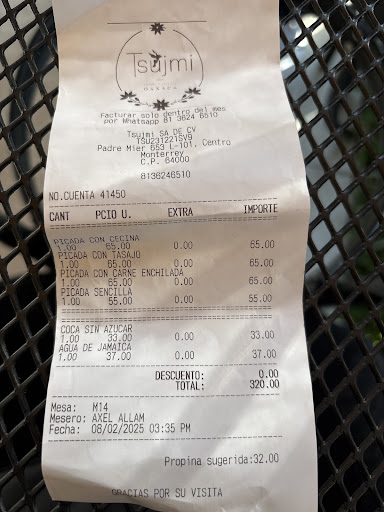 Tsujmi
OAXACA
Facturar solo dentro del mes
por Whatsapp 81 3624 6510
Tsujmi SA DE CV
TSU231221SV9
Padre Mier 653 L-101. Centro
Monterrey
C.P. 64000
8136246510
NO.CUENTA 41450
CANT PCIO U. EXTRA IMPORTE
PICADA CON CECINA
1.00 65.00 0.00 65.00
PICADA CON TASAJO
1.00 65.00 0.00 65.00
PICADA CON CARNE ENCHILADA
1.00 65.00 0.00 65.00
PICADA SENCILLA
1.00 55.00 0.00 55.00
COCA SIN AZUCAR
1.00 33.00 0.00 33.00
AGUA DE JAMAICA
1.00 37.00 0.00 37.00
DESCUENTO: 0.00
TOTAL: 320.00
Mesa: M14
Mesero: AXEL ALLAM
Fecha: 08/02/2025 03:35 PM
Propina sugerida:32.00
GRACIAS POR SU VISITA